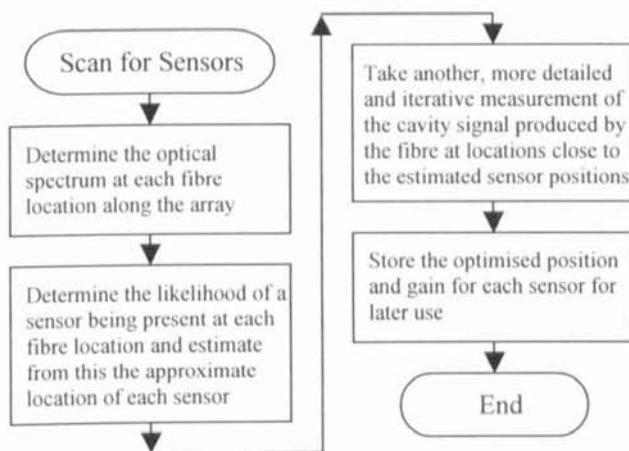 Scan for Sensors
Determine the optical
spectrum at each fibre
location along the array
Determine the likelihood of a
sensor being present at each
fibre location and estimate
from this the approximate
location of each sensor
Take another, more detailed
and iterative measurement of
the cavity signal produced by
the fibre at locations close to
the estimated sensor positions
Store the optimised position
and gain for each sensor for
later use
End